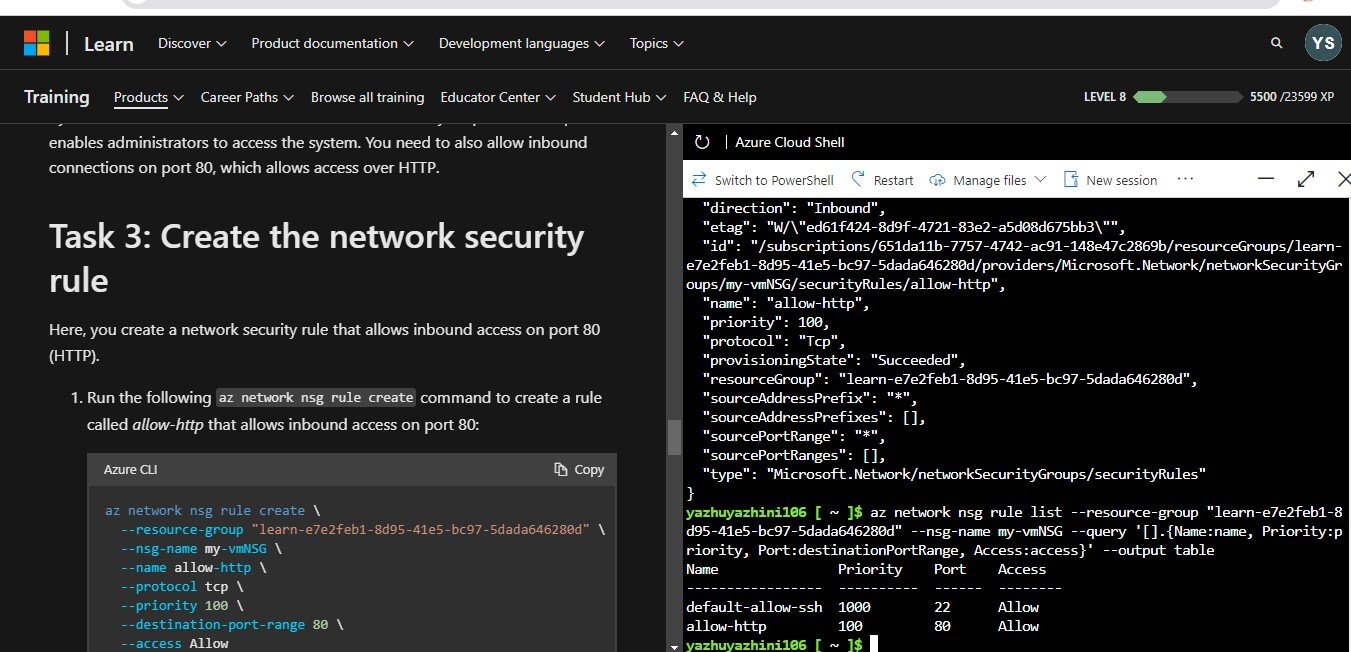 Learn Discover Product documentation Development languages Topics YS
Training Products Career Paths Browse all training Educator Center Student Hub FAQ & Help LEVEL 8 5500 /23599 XP
enables administrators to access the system. You need to also allow inbound
connections on port 80, which allows access over HTTP.
Task 3: Create the network security
rule
Here, you create a network security rule that allows inbound access on port 80
(HTTP).
1. Run the following az network nsg rule create command to create a rule
called allow-http that allows inbound access on port 80:
Azure CLI Copy
az network nsg rule create \
--resource-group "learn-e7e2feb1-8d95-41e5-bc97-5dada646280d" \
--nsg-name my-vmNSG \
--name allow-http \
--protocol tcp \
--priority 100 \
--destination-port-range 80 \
--access Allow
Azure Cloud Shell
Switch to PowerShell Restart Manage files New session ...
"direction": "Inbound",
"etag": "W/\"ed61f424-8d9f-4721-83e2-a5d08d675bb3\"",
"id": "/subscriptions/651da11b-7757-4742-ac91-148e47c2869b/resourceGroups/learn-
e7e2feb1-8d95-41e5-bc97-5dada646280d/providers/Microsoft.Network/networkSecurityGr
oups/my-vmNSG/securityRules/allow-http",
"name": "allow-http",
"priority": 100,
"protocol": "Tcp",
"provisioningState": "Succeeded",
"resourceGroup": "learn-e7e2feb1-8d95-41e5-bc97-5dada646280d",
"sourceAddressPrefix": "*",
"sourceAddressPrefixes": [],
"sourcePortRange": "*",
"sourcePortRanges": [],
"type": "Microsoft.Network/networkSecurityGroups/securityRules"
}
yazhuyazhini106 [ ~ ]$ az network nsg rule list --resource-group "learn-e7e2feb1-8
d95-41e5-bc97-5dada646280d" --nsg-name my-vmNSG --query '[].{Name:name, Priority:p
riority, Port:destinationPortRange, Access:access}' --output table
Name Priority Port Access
----------------- ---------- ------ --------
default-allow-ssh 1000 22 Allow
allow-http 100 80 Allow
yazhuyazhini106 [ ~ ]$